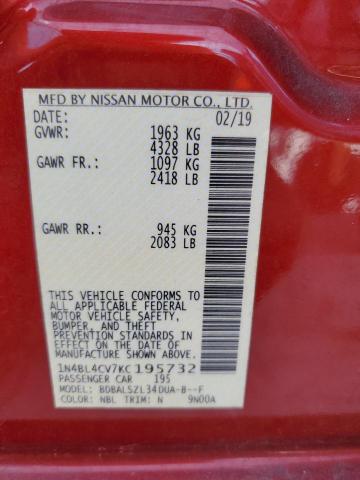 MFD BY NISSAN MOTOR CO., LTD.
DATE: 02/19
GVWR: 1963 KG
4328 LB
GAWR FR: 1097 KG
2418 LB
GAWR RR: 945 KG
2083 LB
THIS VEHICLE CONFORMS TO
ALL APPLICABLE FEDERAL
MOTOR VEHICLE SAFETY,
BUMPER, AND THEFT
PREVENTION STANDARDS IN
EFFECT ON THE DATE OF
MANUFACTURE SHOWN ABOVE.
1N4BL4CV7KC195732
PASSENGER CAR 195
MODEL: BDBALSZL34DUA-B--F
COLOR: NBL TRIM: N 9N00A